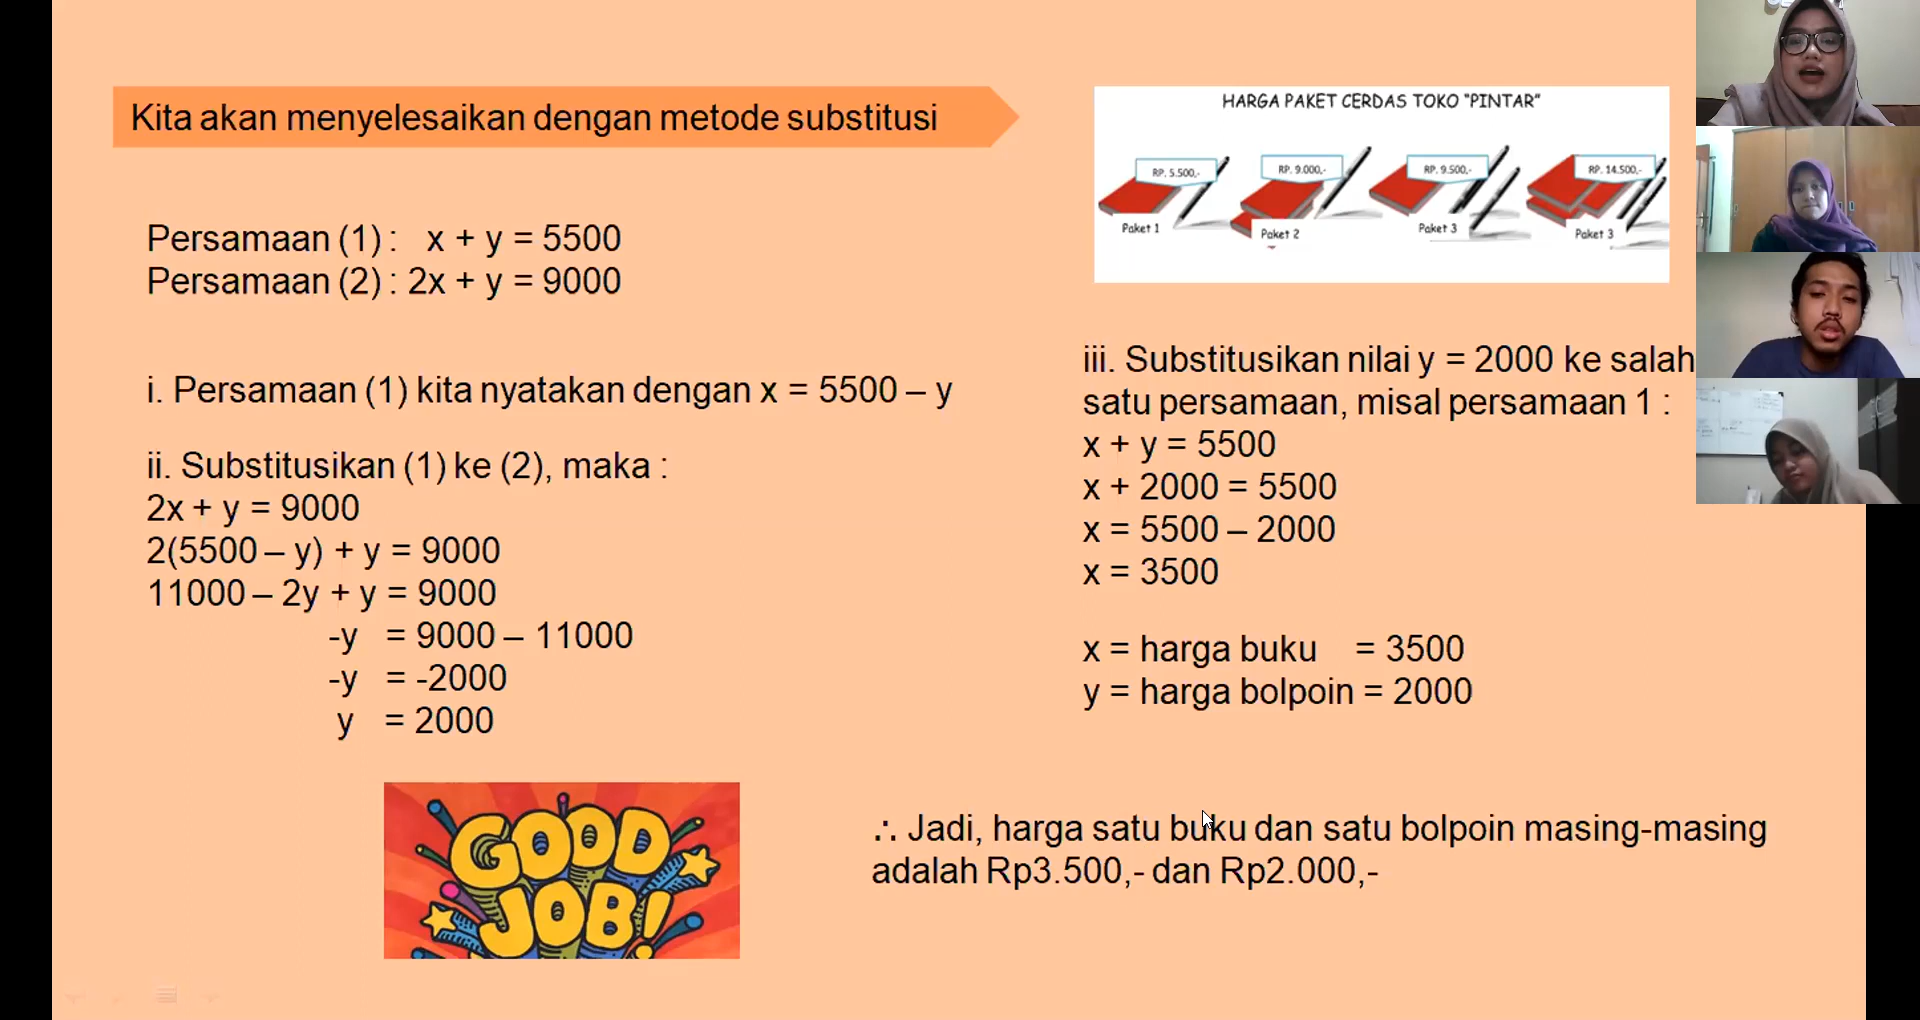 Kita akan menyelesaikan dengan metode substitusi
Persamaan (1) : x + y = 5500
Persamaan (2) : 2x + y = 9000
i. Persamaan (1) kita nyatakan dengan x = 5500 – y
ii. Substitusikan (1) ke (2), maka :
2x + y = 9000
2(5500 – y) + y = 9000
11000 – 2y + y = 9000
-y = 9000 – 11000
-y = -2000
y = 2000
GOOD
JOB!
HARGA PAKET CERDAS TOKO "PINTAR"
RP. 5.500,-
RP. 9.000,-
RP. 9.500,-
RP. 14.500,-
Paket 1
Paket 2
Paket 3
Paket 3
iii. Substitusikan nilai y = 2000 ke salah
satu persamaan, misal persamaan 1 :
x + y = 5500
x + 2000 = 5500
x = 5500 – 2000
x = 3500
x = harga buku = 3500
y = harga bolpoin = 2000
∴ Jadi, harga satu buku dan satu bolpoin masing-masing
adalah Rp3.500,- dan Rp2.000,-